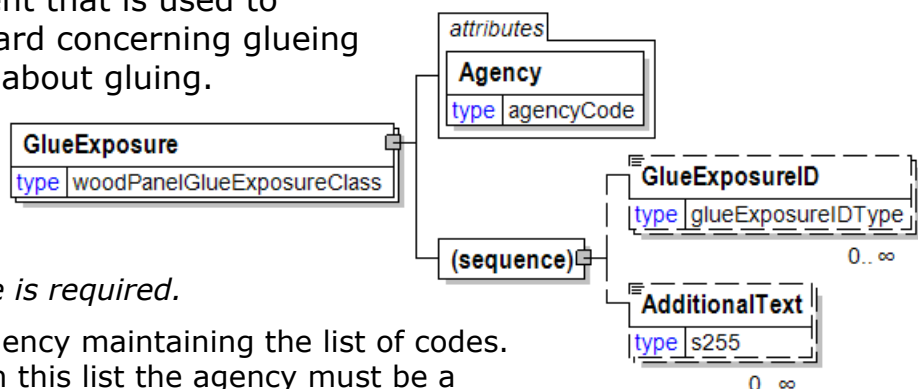 ent that is used to
ard concerning glueing
about gluing.
attributes
Agency
type agencyCode
GlueExposure
type woodPanelGlueExposureClass
GlueExposureID
type glueExposureIDType
0.. ∞
(sequence)
AdditionalText
type s255
0.. ∞
e is required.
ency maintaining the list of codes.
n this list the agency must be a